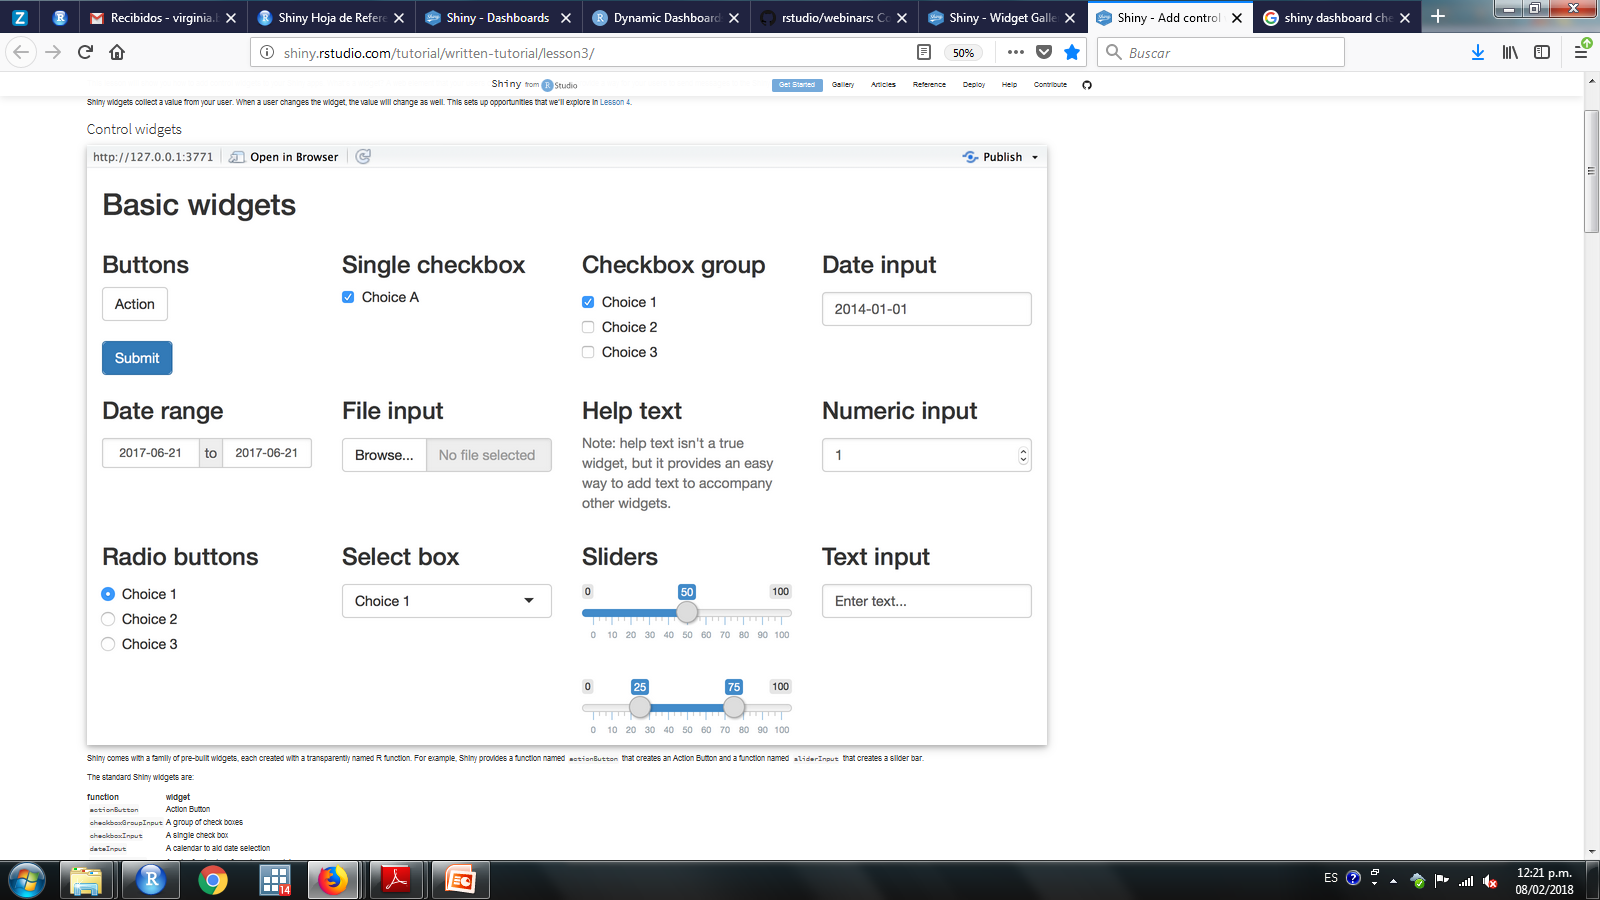 Recibidos - virginia.b
Shiny Hoja de Refere
Shiny - Dashboards
Dynamic Dashboard
rstudio/webinars: Co
Shiny - Widget Galle
Shiny - Add control
shiny dashboard che
shiny.rstudio.com/tutorial/written-tutorial/lesson3/
50%
Buscar
Shiny from R Studio
Get Started
Gallery
Articles
Reference
Deploy
Help
Contribute
Shiny widgets collect a value from your user. When a user changes the widget, the value will change as well. This sets up opportunities that we'll explore in Lesson 4.
Control widgets
http://127.0.0.1:3771
Open in Browser
Publish
Basic widgets
Buttons
Action
Submit
Single checkbox
Choice A
Checkbox group
Choice 1
Choice 2
Choice 3
Date input
2014-01-01
Date range
2017-06-21 to 2017-06-21
File input
Browse... No file selected
Help text
Note: help text isn't a true
widget, but it provides an easy
way to add text to accompany
other widgets.
Numeric input
1
Radio buttons
Choice 1
Choice 2
Choice 3
Select box
Choice 1
Sliders
0 50 100
0 10 20 30 40 50 60 70 80 90 100
0 25 75 100
0 10 20 30 40 50 60 70 80 90 100
Text input
Enter text...
Shiny comes with a family of pre-built widgets, each created with a transparently named R function. For example, Shiny provides a function named actionButton that creates an Action Button and a function named sliderInput that creates a slider bar.
The standard Shiny widgets are:
function widget
actionButton Action Button
checkboxGroupInput A group of check boxes
checkboxInput A single check box
dateInput A calendar to aid date selection
14
ES
12:21 p.m.
08/02/2018